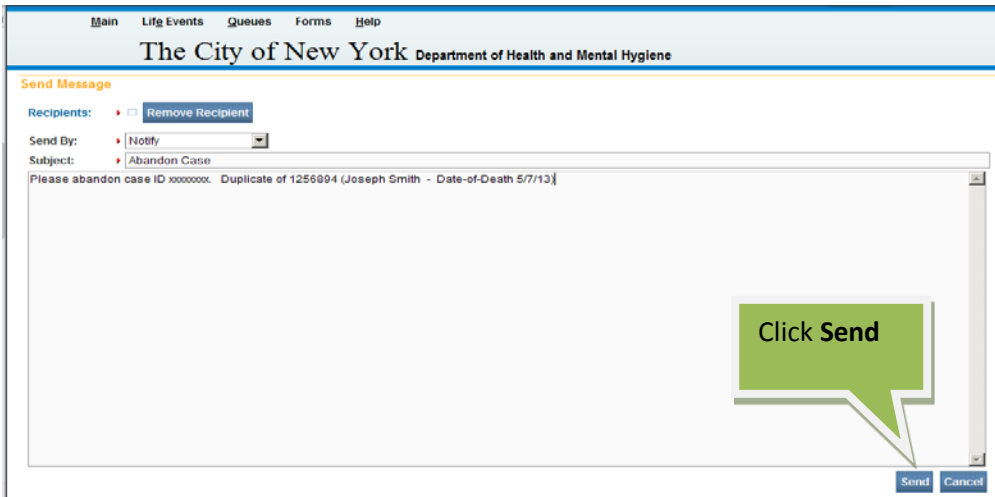 Main Life Events Queues Forms Help
The City of New York Department of Health and Mental Hygiene
Send Message
Recipients: Remove Recipient
Send By: Notify
Subject: Abandon Case
Please abandon case ID xxxxxxxx. Duplicate of 1256894 (Joseph Smith - Date-of-Death 5/7/13)
Click Send
Send Cancel